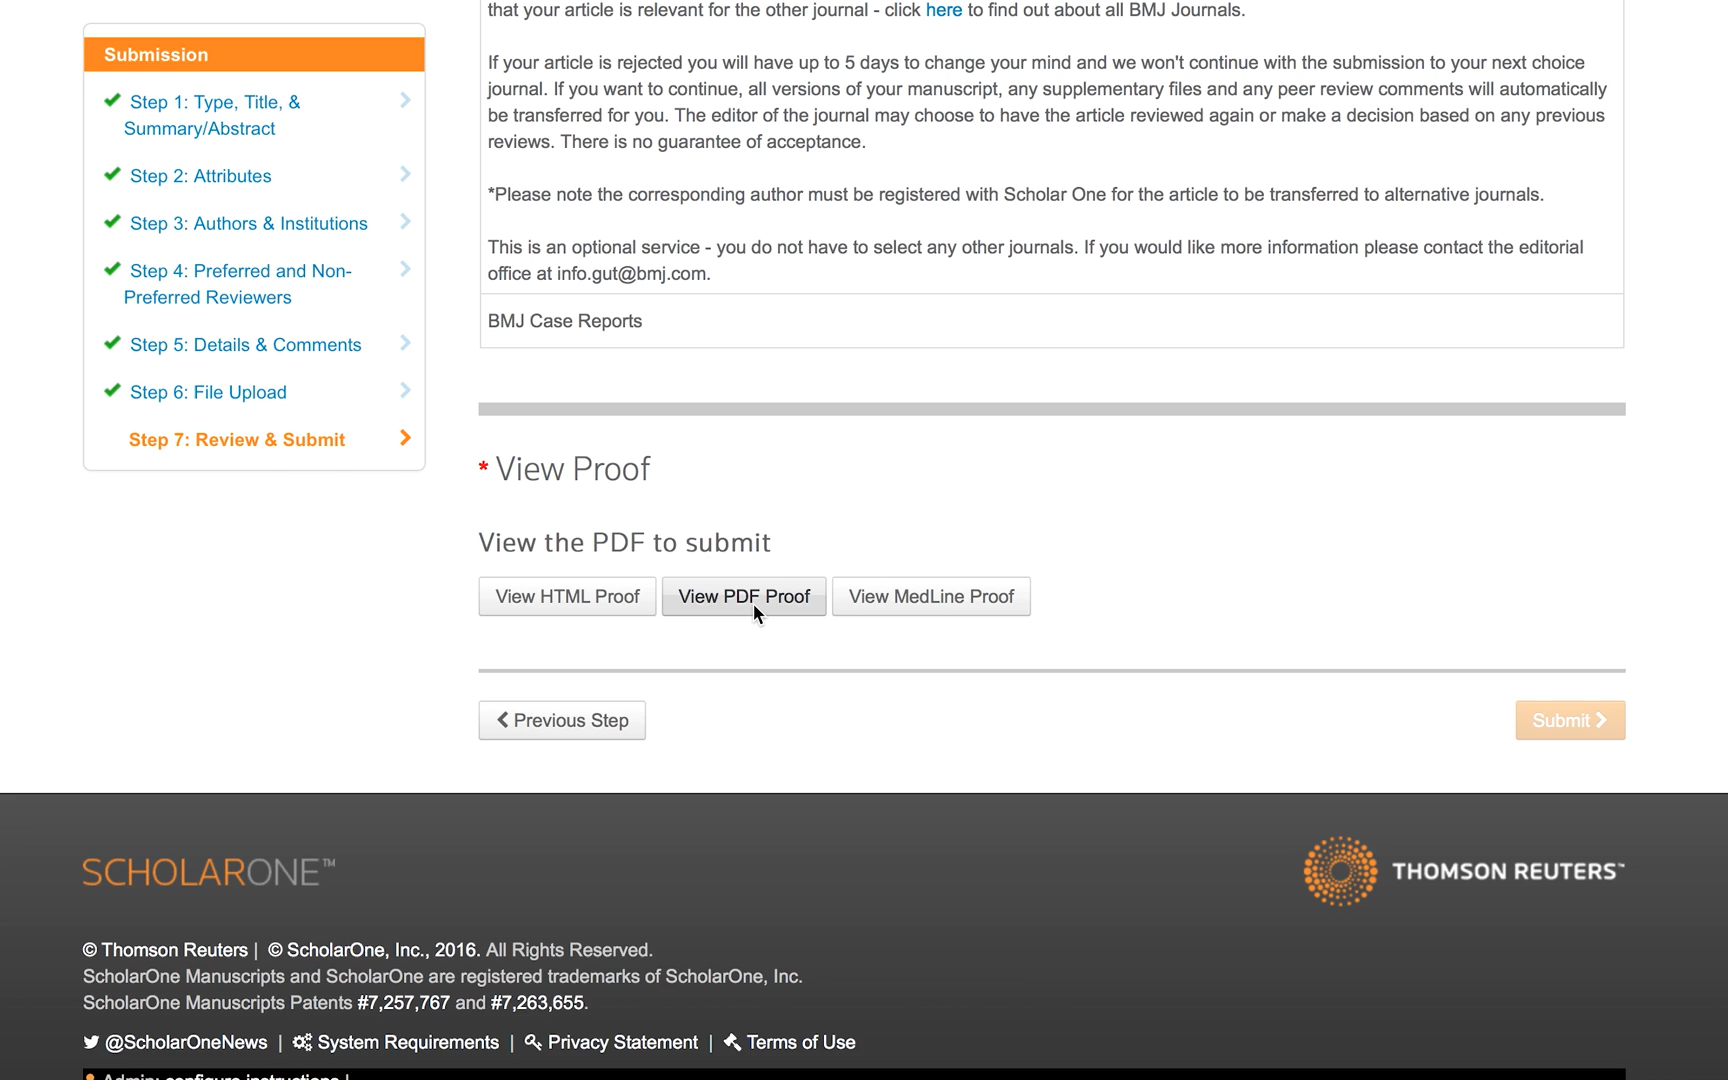 Submission
Step 1: Type, Title, &
Summary/Abstract
Step 2: Attributes
Step 3: Authors & Institutions
Step 4: Preferred and Non-
Preferred Reviewers
Step 5: Details & Comments
Step 6: File Upload
Step 7: Review & Submit
that your article is relevant for the other journal - click here to find out about all BMJ Journals.
If your article is rejected you will have up to 5 days to change your mind and we won't continue with the submission to your next choice
journal. If you want to continue, all versions of your manuscript, any supplementary files and any peer review comments will automatically
be transferred for you. The editor of the journal may choose to have the article reviewed again or make a decision based on any previous
reviews. There is no guarantee of acceptance.
*Please note the corresponding author must be registered with Scholar One for the article to be transferred to alternative journals.
This is an optional service - you do not have to select any other journals. If you would like more information please contact the editorial
office at info.gut@bmj.com.
BMJ Case Reports
* View Proof
View the PDF to submit
View HTML Proof View PDF Proof View MedLine Proof
Previous Step Submit
SCHOLARONE™ THOMSON REUTERS™
© Thomson Reuters | © ScholarOne, Inc., 2016. All Rights Reserved.
ScholarOne Manuscripts and ScholarOne are registered trademarks of ScholarOne, Inc.
ScholarOne Manuscripts Patents #7,257,767 and #7,263,655.
@ScholarOneNews | System Requirements | Privacy Statement | Terms of Use
Admin: configure instructions |